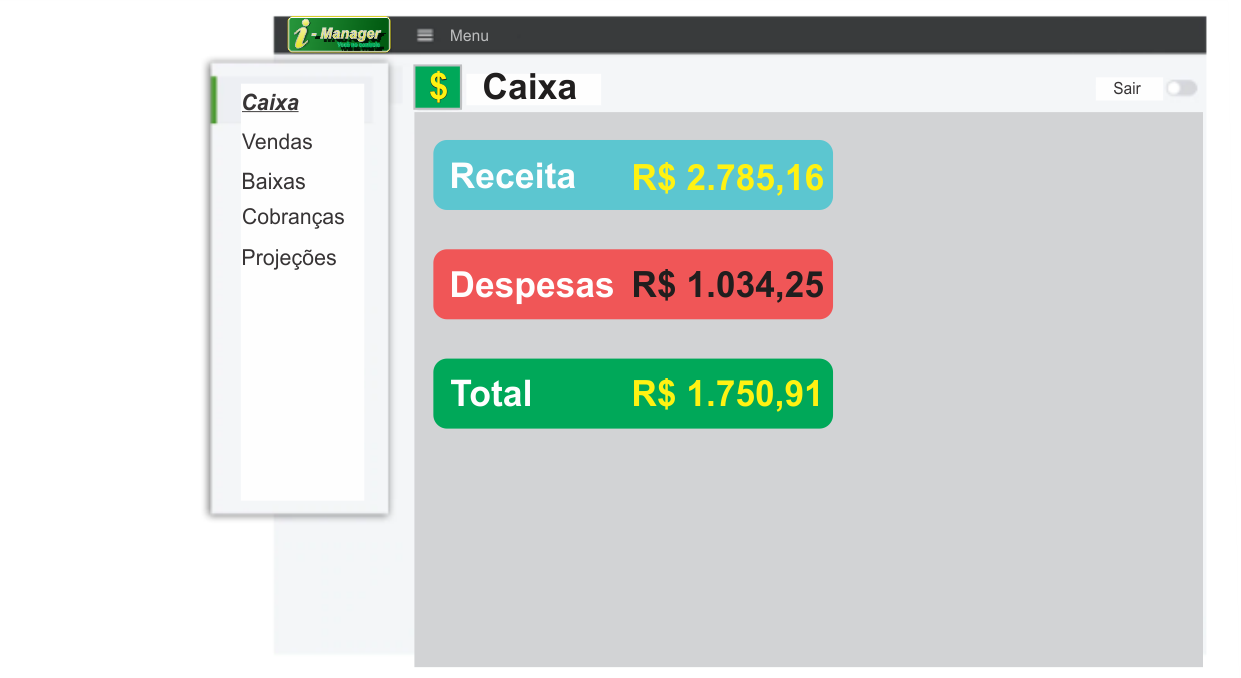 i - Manager
Menu
Caixa
Vendas
Baixas
Cobranças
Projeções
$ Caixa
Sair
Receita R$ 2.785,16
Despesas R$ 1.034,25
Total R$ 1.750,91